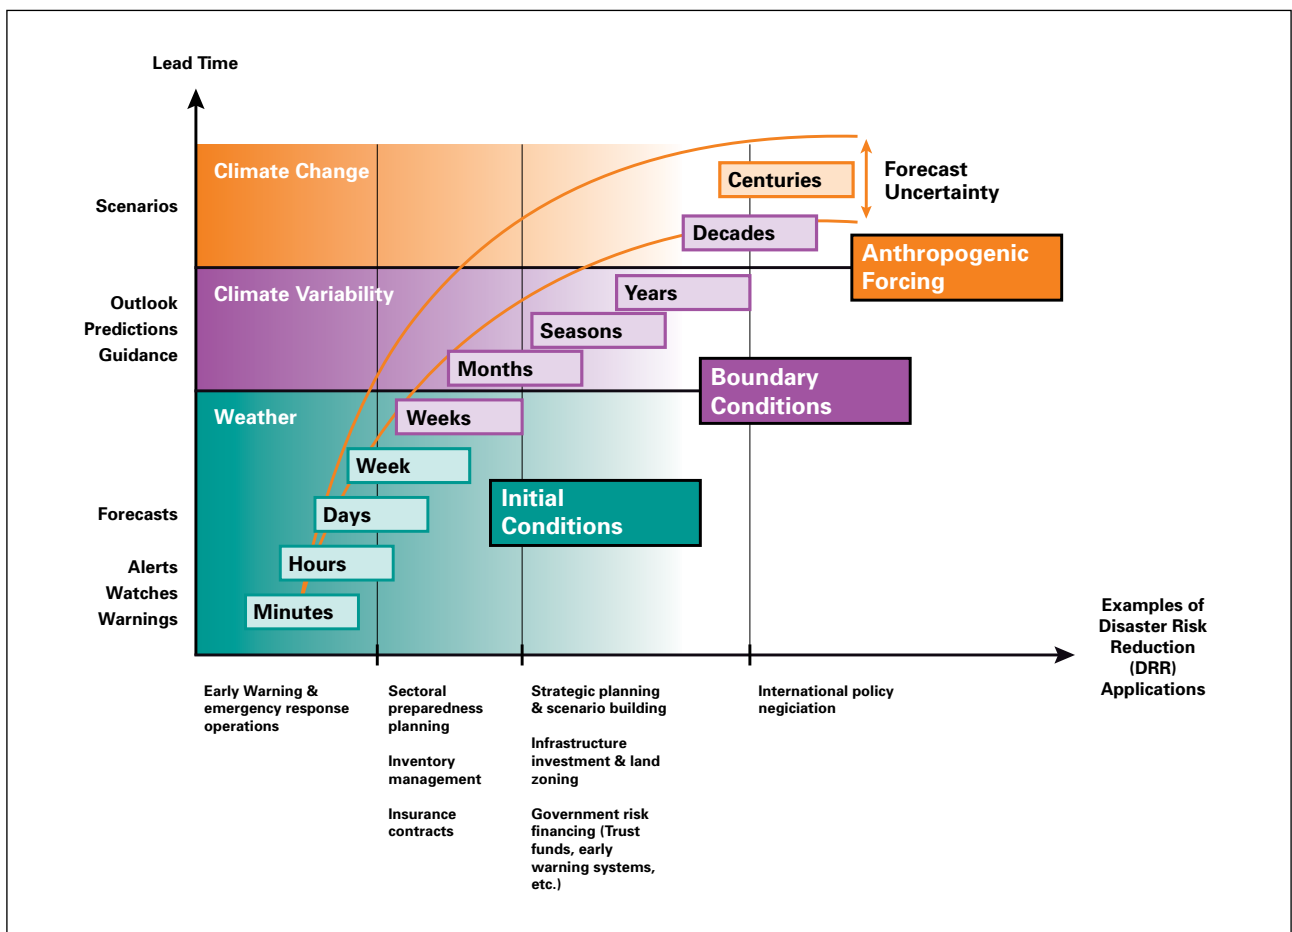 Lead Time
Climate Change
Centuries
Forecast
Uncertainty
Scenarios
Decades
Anthropogenic
Forcing
Climate Variability
Years
Outlook
Predictions
Guidance
Seasons
Months
Boundary
Conditions
Weather
Weeks
Week
Initial
Conditions
Forecasts
Days
Alerts
Watches
Warnings
Hours
Minutes
Examples of
Disaster Risk
Reduction
(DRR)
Applications
Early Warning &
emergency response
operations
Sectoral
preparedness
planning
Inventory
management
Insurance
contracts
Strategic planning
& scenario building
Infrastructure
investment & land
zoning
Government risk
financing (Trust
funds, early
warning systems,
etc.)
International policy
negiciation